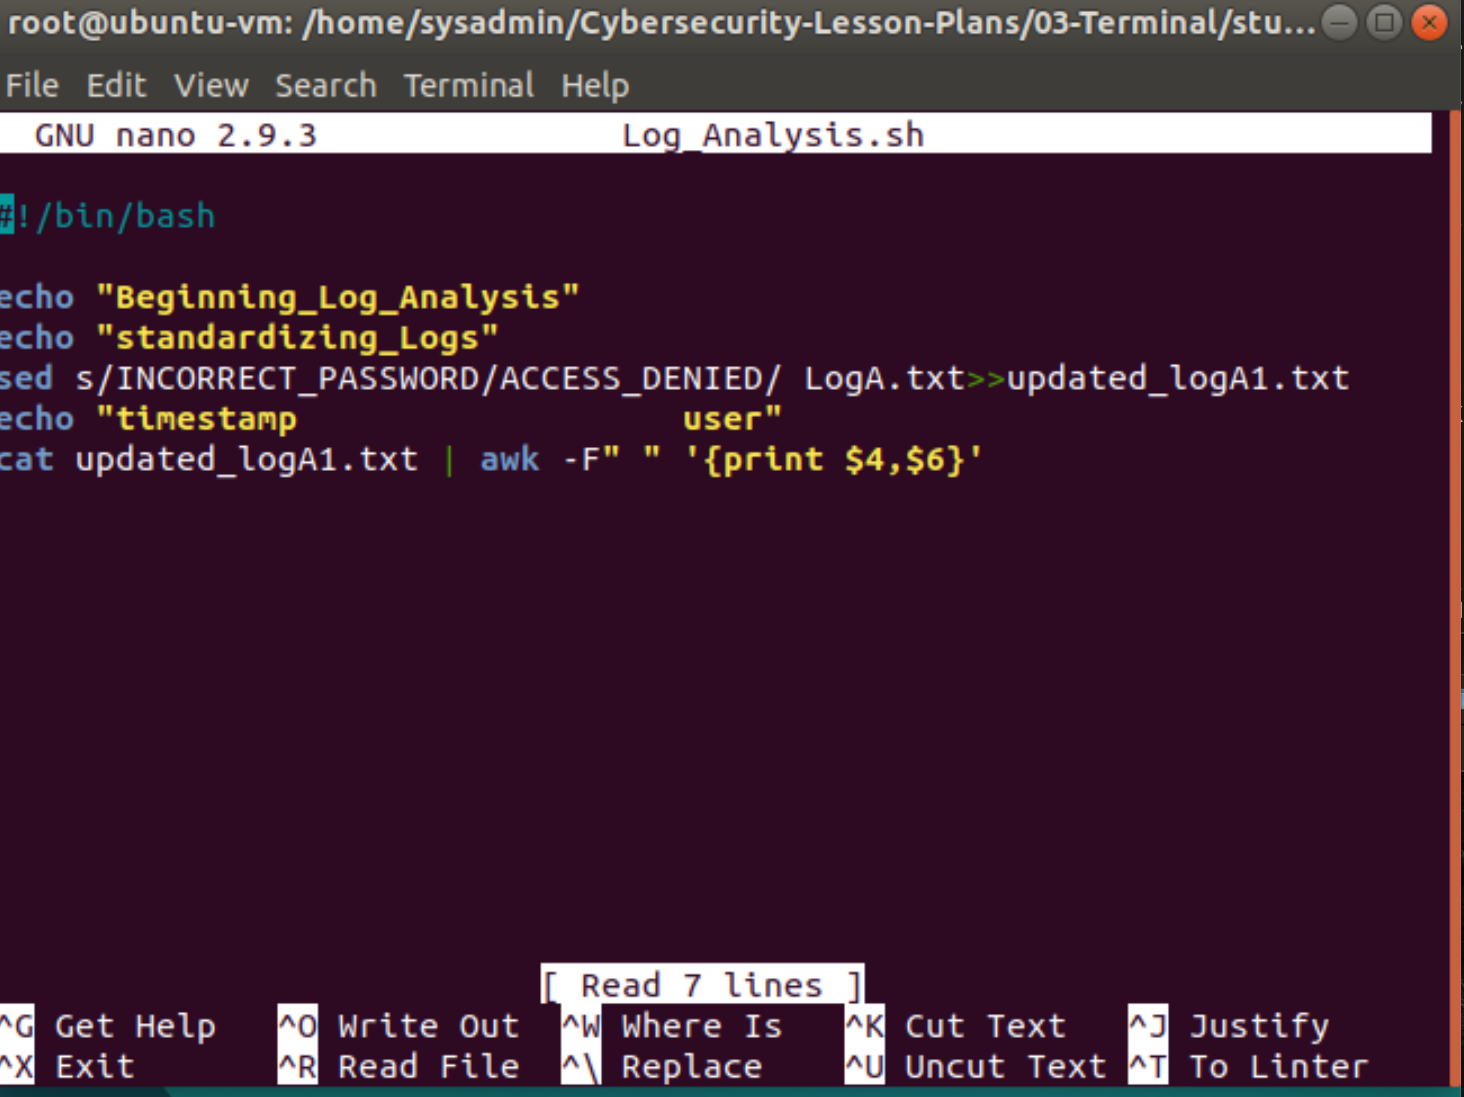 root@ubuntu-vm: /home/sysadmin/Cybersecurity-Lesson-Plans/03-Terminal/stu...
File Edit View Search Terminal Help
GNU nano 2.9.3 Log_Analysis.sh
#!/bin/bash
echo "Beginning_Log_Analysis"
echo "standardizing_Logs"
sed s/INCORRECT_PASSWORD/ACCESS_DENIED/ LogA.txt>>updated_logA1.txt
echo "timestamp                   user"
cat updated_logA1.txt | awk -F" " '{print $4,$6}'
[ Read 7 lines ]
^G Get Help ^O Write Out ^W Where Is ^K Cut Text ^J Justify
^X Exit ^R Read File ^\ Replace ^U Uncut Text ^T To Linter